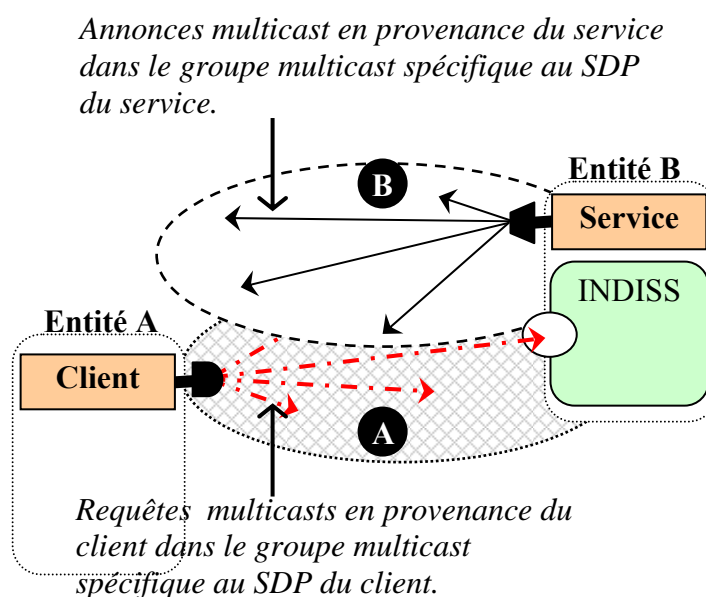 Annonces multicast en provenance du service
dans le groupe multicast spécifique au SDP
du service.
B
Entité B
Service
INDISS
Entité A
Client
A
Requêtes multicasts en provenance du
client dans le groupe multicast
spécifique au SDP du client.